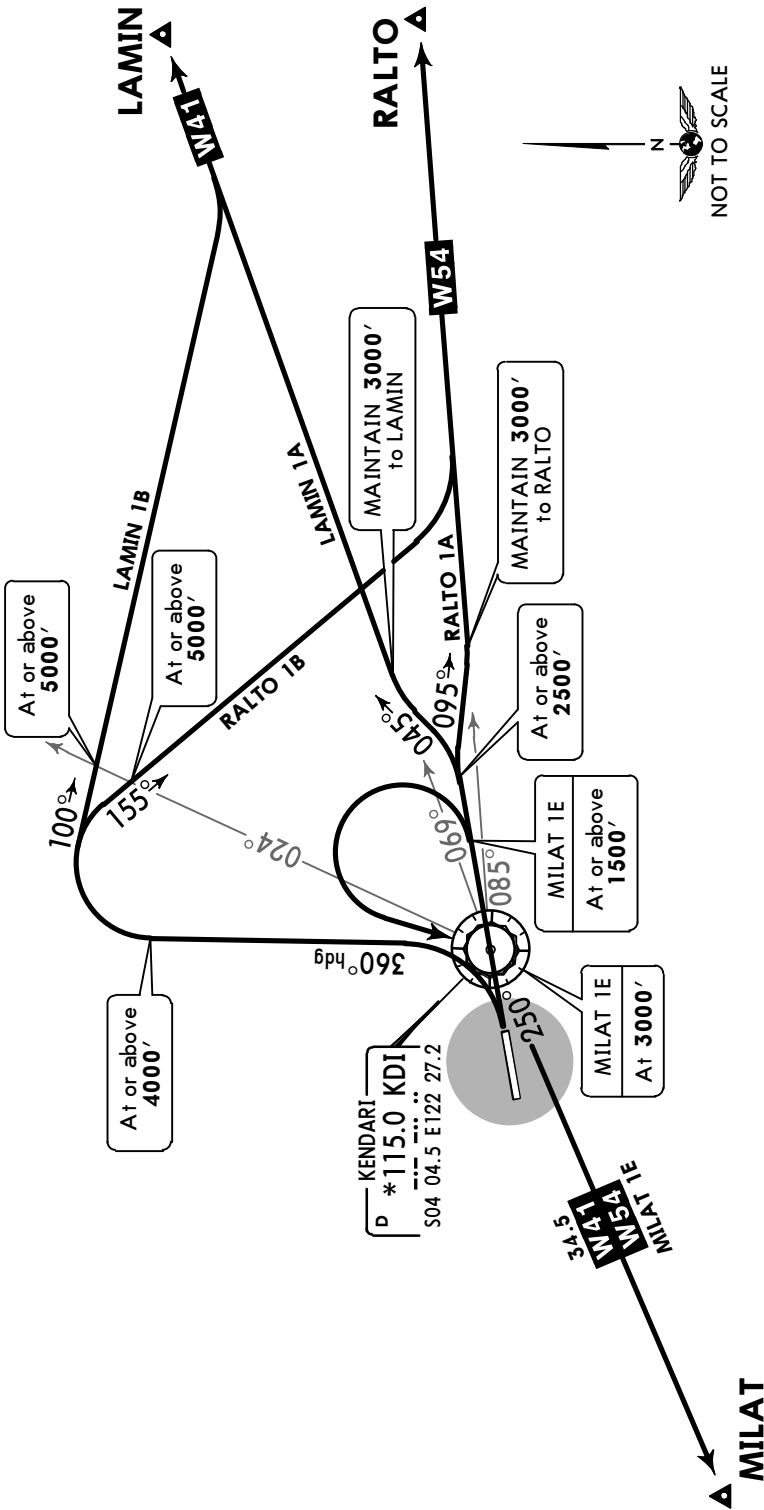 LAMIN
W41
RALTO
W54
N
NOT TO SCALE
LAMIN 1B
LAMIN 1A
MAINTAIN 3000'
to LAMIN
RALTO 1A
MAINTAIN 3000'
to RALTO
At or above
5000'
At or above
5000'
RALTO 1B
100°
155°
045°
095°
At or above
2500'
024°
069°
085°
MILAT 1E
At or above
1500'
360° hdg
At or above
4000'
250°
MILAT 1E
At 3000'
KENDARI
D *115.0 KDI
S04 04.5 E122 27.2
34.5
W41
W54
MILAT 1E
MILAT